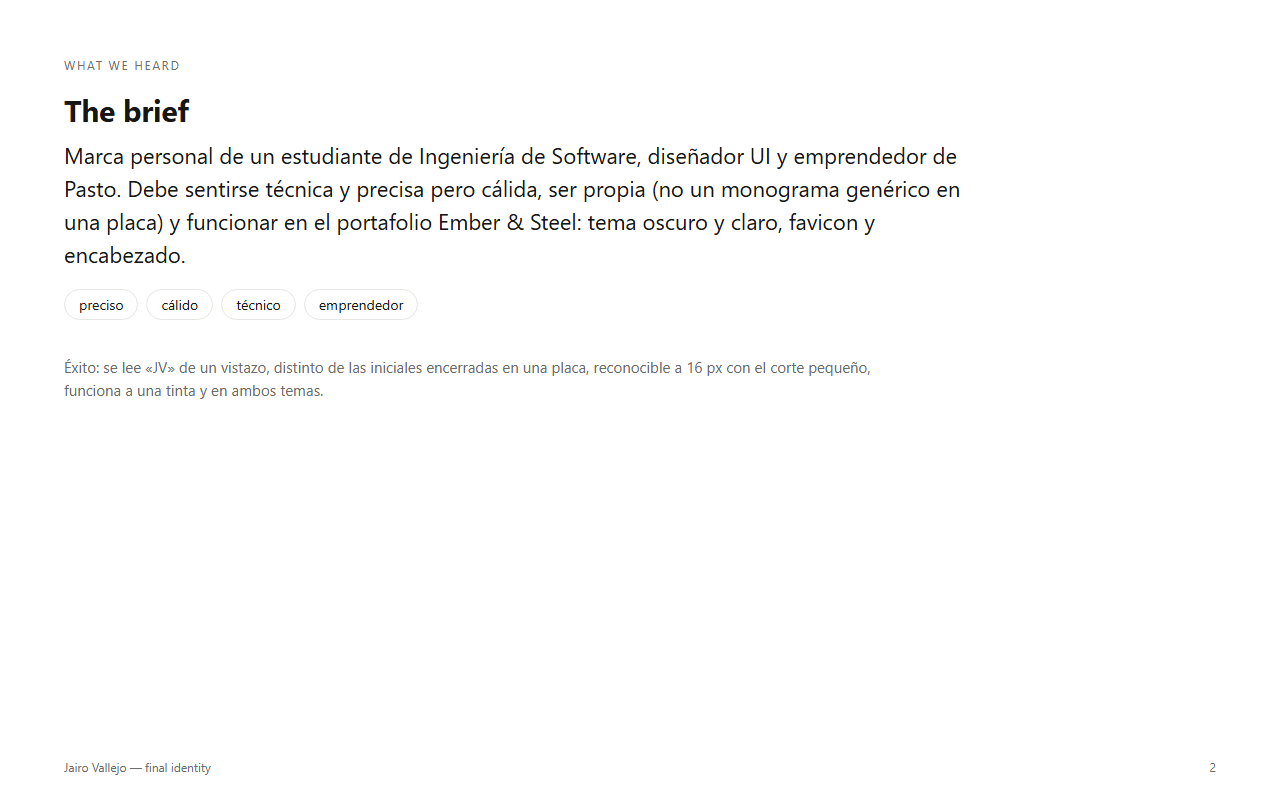 WHAT WE HEARD
The brief
Marca personal de un estudiante de Ingeniería de Software, diseñador UI y emprendedor de
Pasto. Debe sentirse técnica y precisa pero cálida, ser propia (no un monograma genérico en
una placa) y funcionar en el portafolio Ember & Steel: tema oscuro y claro, favicon y
encabezado.
preciso cálido técnico emprendedor
Éxito: se lee «JV» de un vistazo, distinto de las iniciales encerradas en una placa, reconocible a 16 px con el corte pequeño,
funciona a una tinta y en ambos temas.
Jairo Vallejo — final identity 2